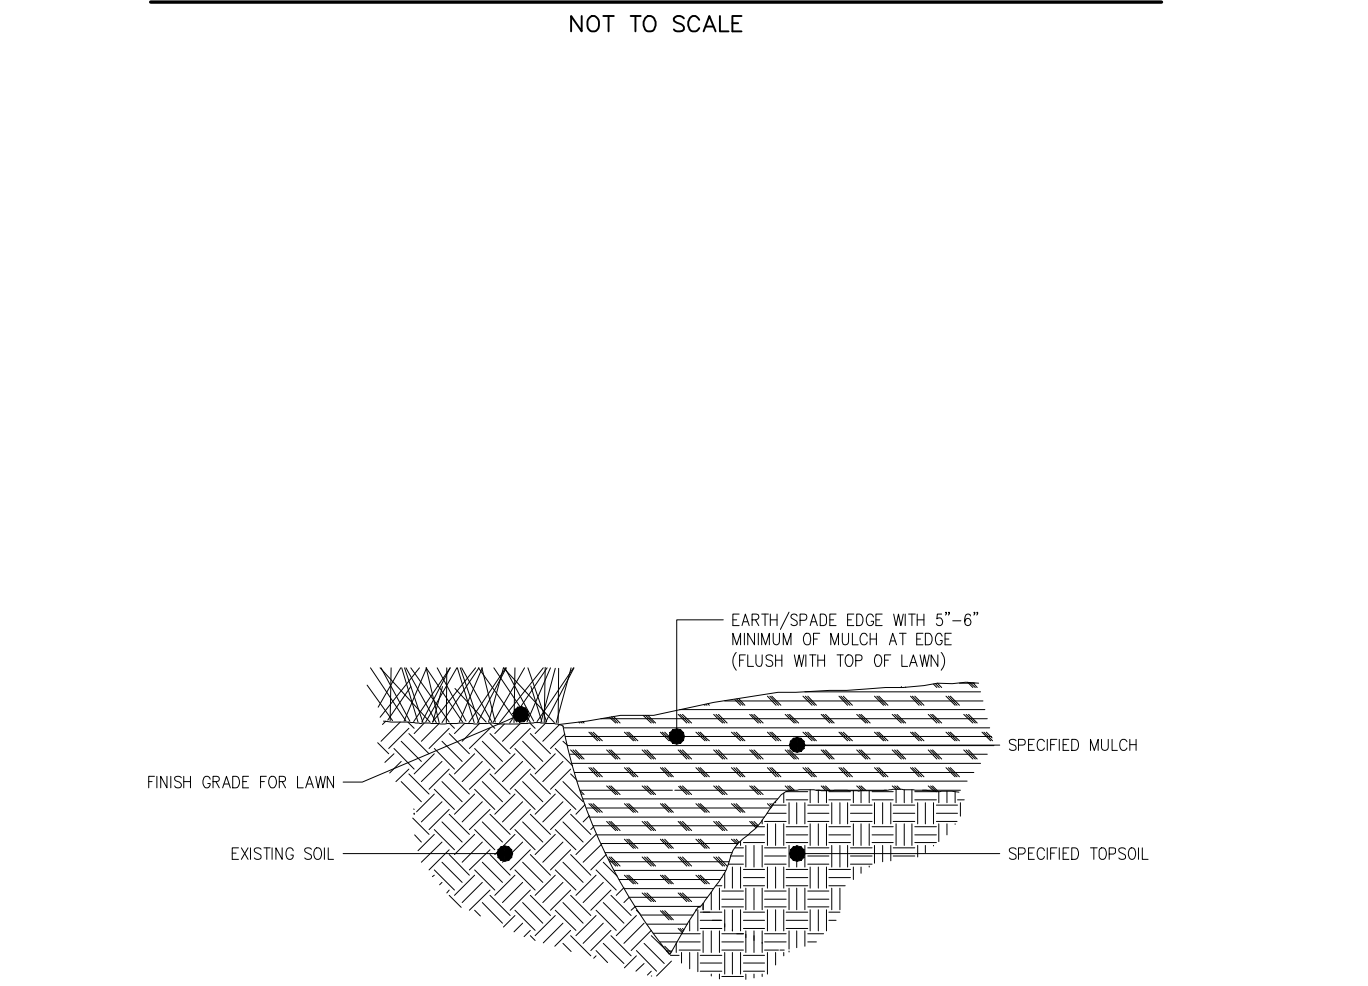 NOT TO SCALE
EARTH/SPADE EDGE WITH 5"-6"
MINIMUM OF MULCH AT EDGE
(FLUSH WITH TOP OF LAWN)
SPECIFIED MULCH
FINISH GRADE FOR LAWN
EXISTING SOIL
SPECIFIED TOPSOIL